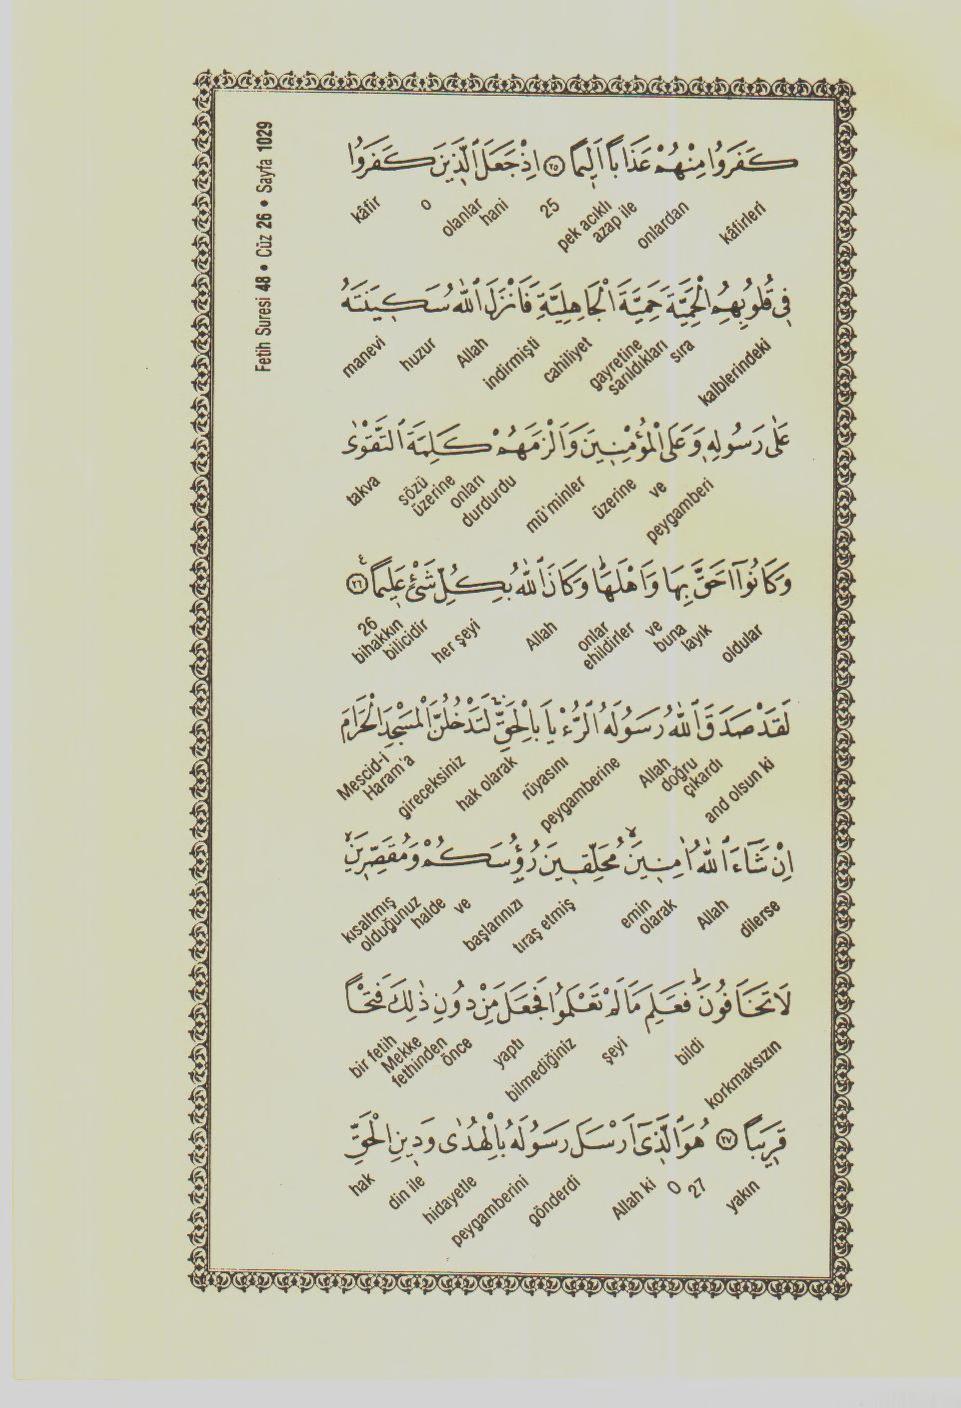 Fetih Suresi 48 • Cüz 26 • Sayfa 1029
كَفَرُوا مِنْهُمْ عَذَابًا اَلِيمًا ﴿٢٥﴾ اِذْ جَعَلَ الَّذِينَ كَفَرُوا
kâfirleri onlardan azap ile pek acıklı 25 hani olanlar o kâfir
فِي قُلُوبِهِمُ الْحَمِيَّةَ حَمِيَّةَ الْجَاهِلِيَّةِ فَاَنْزَلَ اللّٰهُ سَكِينَتَهُ
kalblerindeki sıra sarıldıkları gayretine cahiliyet indirmişti Allah huzur manevi
عَلٰى رَسُولِهِ وَعَلَى الْمُؤْمِنِينَ وَاَلْزَمَهُمْ كَلِمَةَ التَّقْوٰى
peygamberi ve üzerine mü'minler durdurdu onları üzerine sözü takva
وَكَانُوٓا اَحَقَّ بِهَا وَاَهْلَهَا وَكَانَ اللّٰهُ بِكُلِّ شَيْءٍ عَلِيمًا ﴿٢٦﴾
oldular layık buna ve ehildirler onlar Allah her şeyi bilicidir bihakkın 26
لَقَدْ صَدَقَ اللّٰهُ رَسُولَهُ الرُّءْيَا بِالْحَقِّ لَتَدْخُلُنَّ الْمَسْجِدَ الْحَرَامَ
and olsun ki çıkardı doğru Allah peygamberine rüyasını hak olarak gireceksiniz Haram'a Mescid-i
اِنْ شَٓاءَ اللّٰهُ اٰمِنِينَ مُحَلِّقِينَ رُؤُسَكُمْ وَمُقَصِّرِينَ
dilerse Allah olarak emin tıraş etmiş başlarınızı ve halde olduğunuz kısaltmış
لَا تَخَافُونَ فَعَلِمَ مَا لَمْ تَعْلَمُوا فَجَعَلَ مِنْ دُونِ ذٰلِكَ فَتْحًا
korkmaksızın bildi şeyi bilmediğiniz yaptı önce fethinden Mekke bir fetih
قَرِيبًا ﴿٢٧﴾ هُوَ الَّذِٓي اَرْسَلَ رَسُولَهُ بِالْهُدٰى وَدِينِ الْحَقِّ
yakın 27 O Allah ki gönderdi peygamberini hidayetle din ile hak